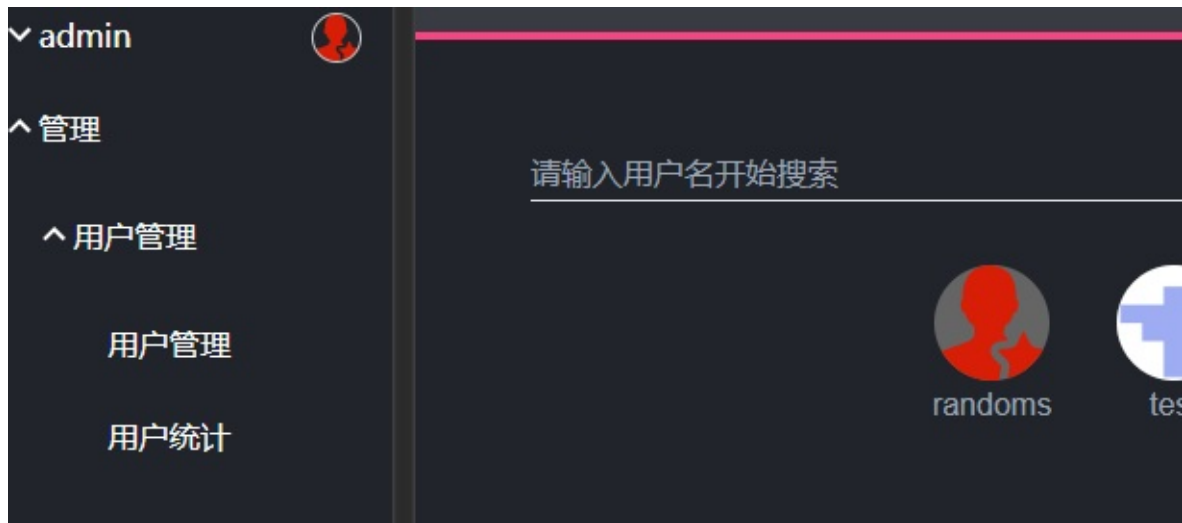 admin
管理
请输入用户名开始搜索
用户管理
用户管理
用户统计
randoms
tes